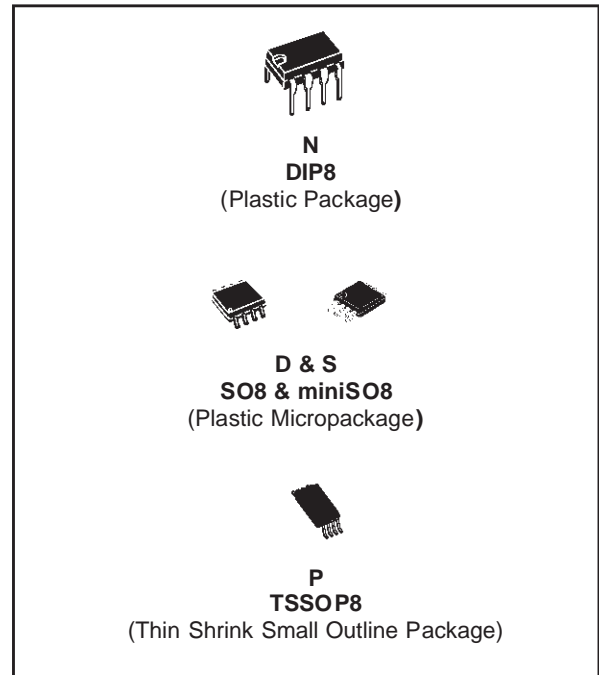 N
DIP8
(Plastic Package)
D & S
SO8 & miniSO8
(Plastic Micropackage)
P
TSSOP8
(Thin Shrink Small Outline Package)